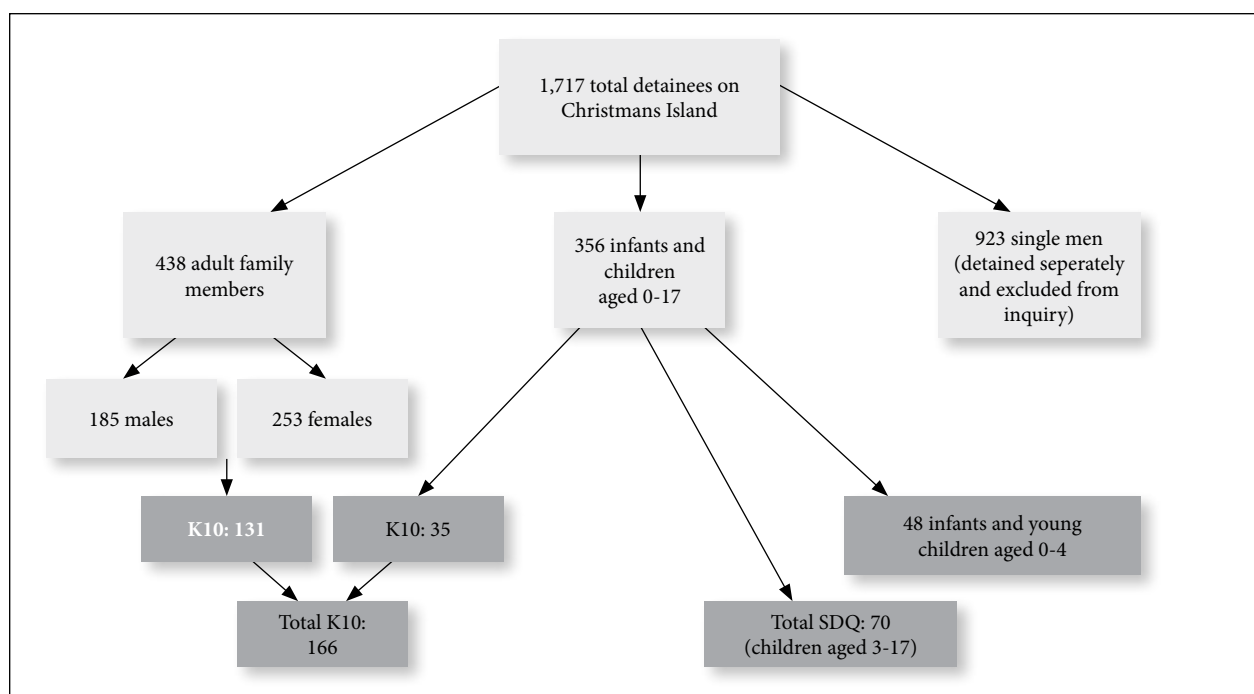 1,717 total detainees on
Christmans Island
438 adult family
members
356 infants and
children
aged 0-17
923 single men
(detained seperately
and excluded from
inquiry)
185 males
253 females
K10: 131
K10: 35
48 infants and young
children aged 0-4
Total K10:
166
Total SDQ: 70
(children aged 3-17)